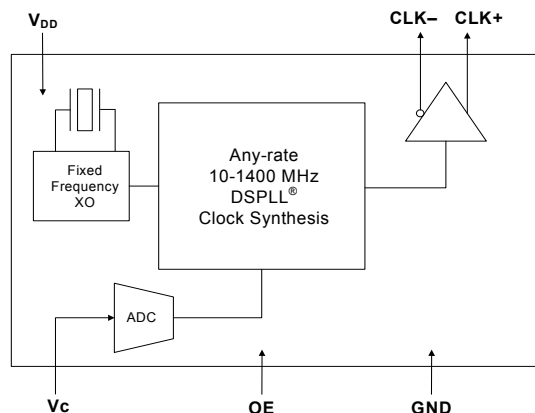 VDD
CLK– CLK+
Fixed
Frequency
XO
Any-rate
10-1400 MHz
DSPLL®
Clock Synthesis
ADC
Vc OE GND